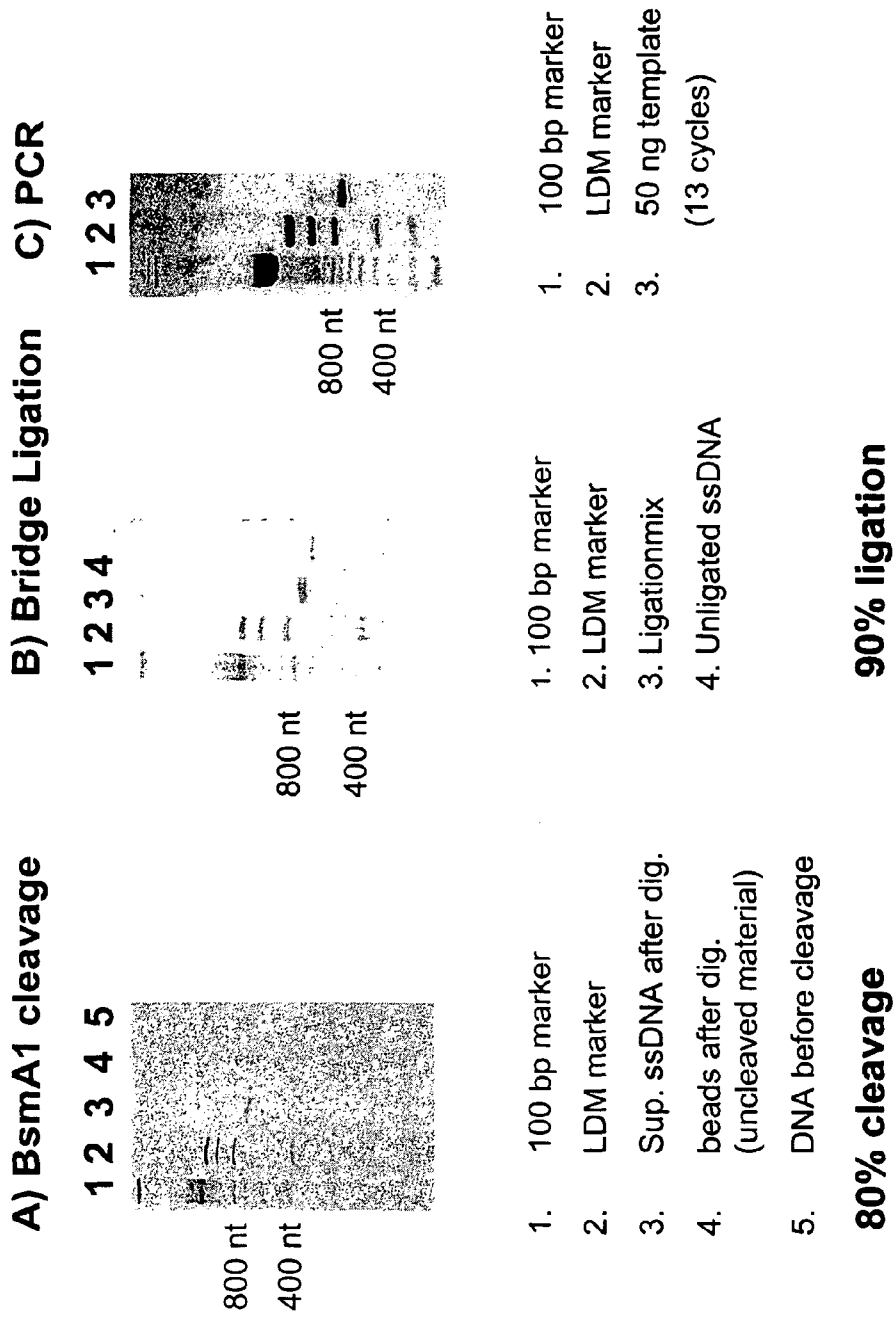 A) BsmA1 cleavage
1 2 3 4 5
800 nt
400 nt
1. 100 bp marker
2. LDM marker
3. Sup. ssDNA after dig.
4. beads after dig.
(uncleaved material)
5. DNA before cleavage
80% cleavage
B) Bridge Ligation
1 2 3 4
800 nt
400 nt
1. 100 bp marker
2. LDM marker
3. Ligationmix
4. Unligated ssDNA
90% ligation
C) PCR
1 2 3
800 nt
400 nt
1. 100 bp marker
2. LDM marker
3. 50 ng template
(13 cycles)